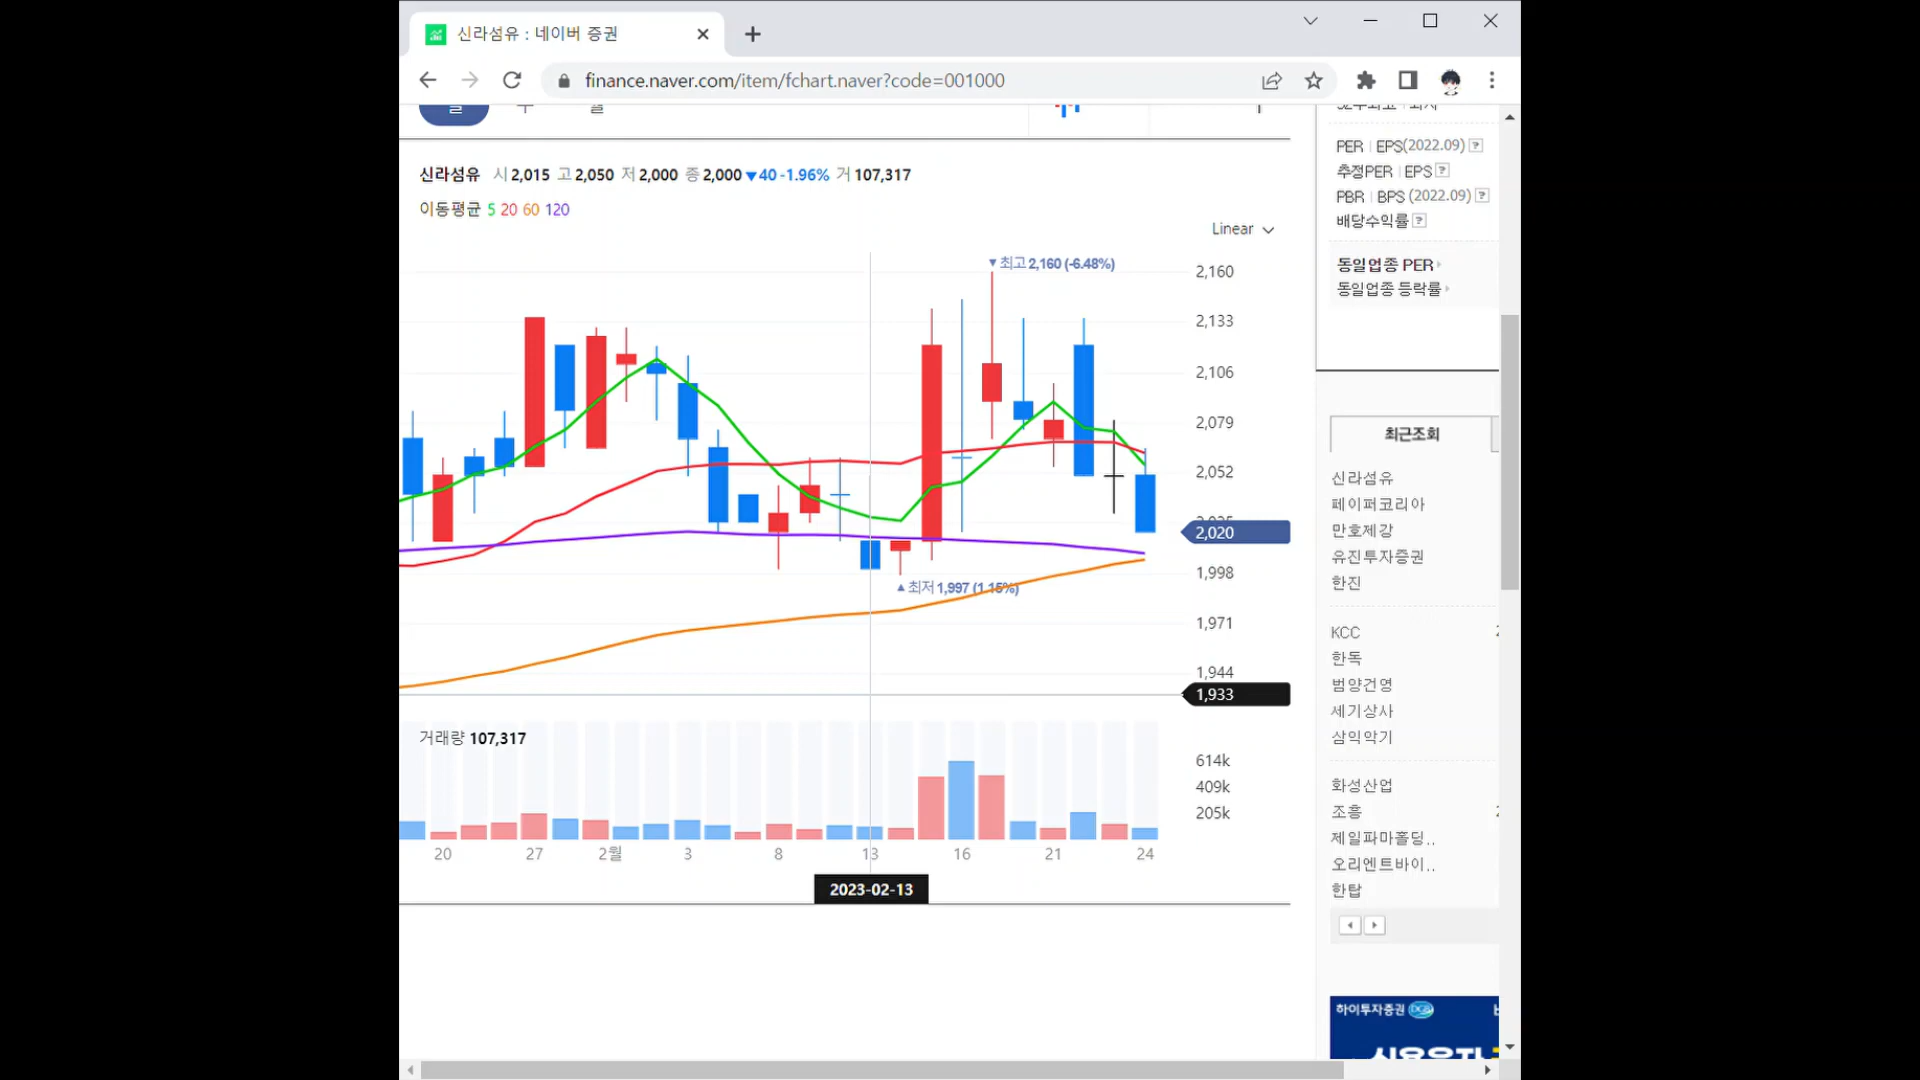 신라섬유 : 네이버 증권
finance.naver.com/item/fchart.naver?code=001000
신라섬유 시 2,015 고 2,050 저 2,000 종 2,000 ▼40 -1.96% 거 107,317
이동평균 5 20 60 120
Linear
▼최고 2,160 (-6.48%)
2,160
2,133
2,106
2,079
2,052
2,020
1,998
▲최저 1,997 (1.15%)
1,971
1,944
1,933
거래량 107,317
614k
409k
205k
20 27 2월 3 8 13 16 21 24
2023-02-13
PER EPS(2022.09) ?
추정PER EPS ?
PBR BPS (2022.09) ?
배당수익률 ?
동일업종 PER
동일업종 등락률
최근조회
신라섬유
페이퍼코리아
만호제강
유진투자증권
한진
KCC
한독
범양건영
세기상사
삼익악기
화성산업
조흥
제일파마홀딩..
오리엔트바이..
한탑
하이투자증권 DGB